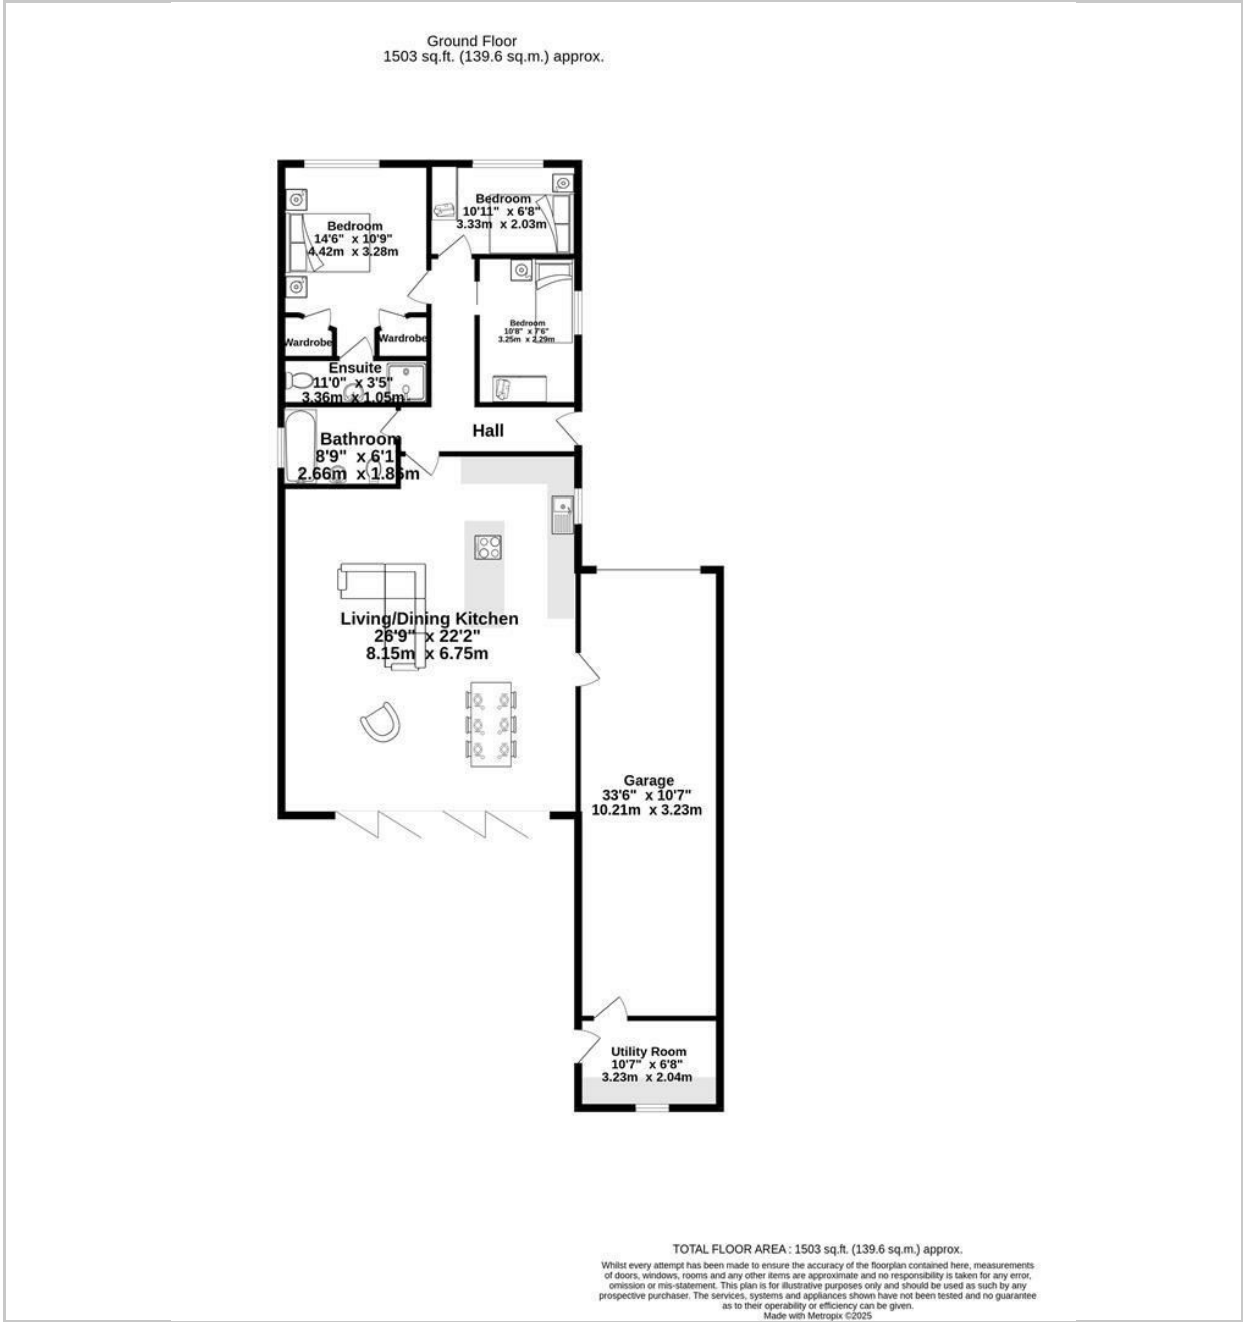 Ground Floor
1503 sq.ft. (139.6 sq.m.) approx.
Bedroom
10'11" x 6'8"
3.33m x 2.03m
Bedroom
14'6" x 10'9"
4.42m x 3.28m
Bedroom
10'8" x 7'6"
3.25m x 2.29m
Wardrobe
Wardrobe
Ensuite
11'0" x 3'5"
3.36m x 1.05m
Hall
Bathroom
8'9" x 6'1"
2.66m x 1.86m
Living/Dining Kitchen
26'9" x 22'2"
8.15m x 6.75m
Garage
33'6" x 10'7"
10.21m x 3.23m
Utility Room
10'7" x 6'8"
3.23m x 2.04m
TOTAL FLOOR AREA : 1503 sq.ft. (139.6 sq.m.) approx.
Whilst every attempt has been made to ensure the accuracy of the floorplan contained here, measurements
of doors, windows, rooms and any other items are approximate and no responsibility is taken for any error,
omission or mis-statement. This plan is for illustrative purposes only and should be used as such by any
prospective purchaser. The services, systems and appliances shown have not been tested and no guarantee
as to their operability or efficiency can be given.
Made with Metropix ©2025